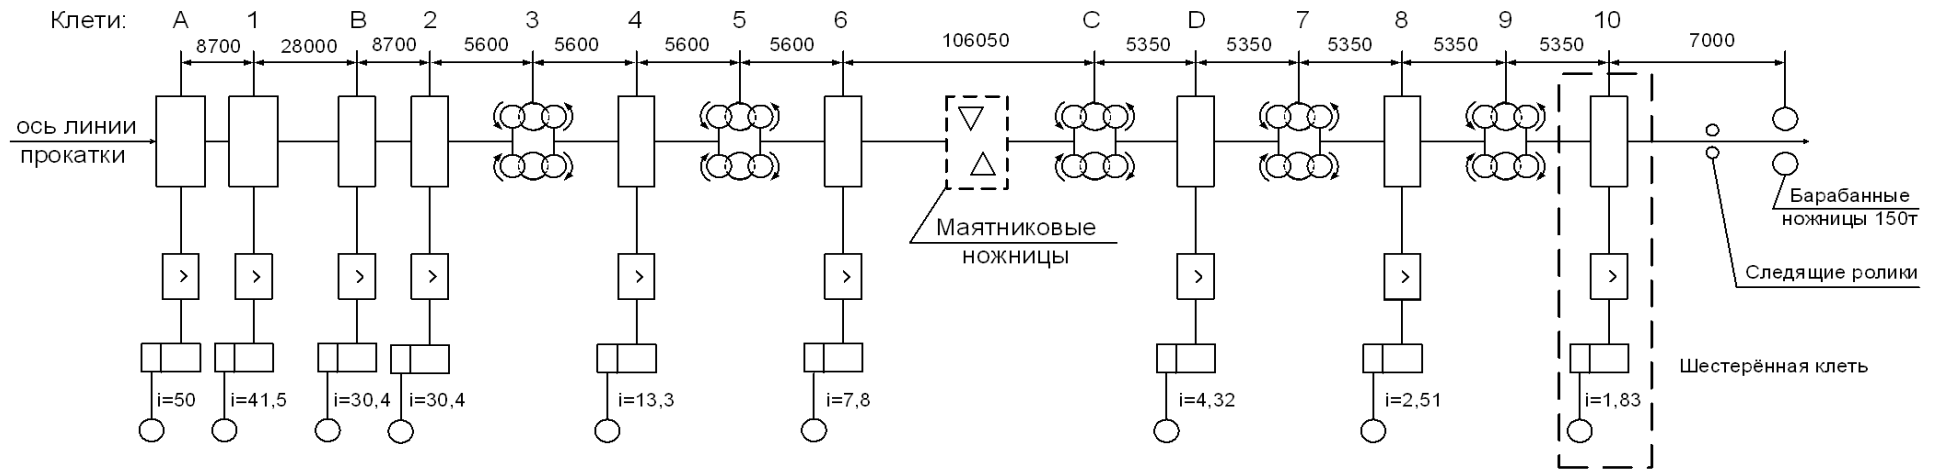 Клети: A 1 B 2 3 4 5 6 C D 7 8 9 10
8700 28000 8700 5600 5600 5600 5600 106050 5350 5350 5350 5350 5350 7000
ось линии
прокатки
Маятниковые
ножницы
Барабанные
ножницы 150т
Следящие ролики
Шестерённая клеть
i=50 i=41,5 i=30,4 i=30,4 i=13,3 i=7,8 i=4,32 i=2,51 i=1,83